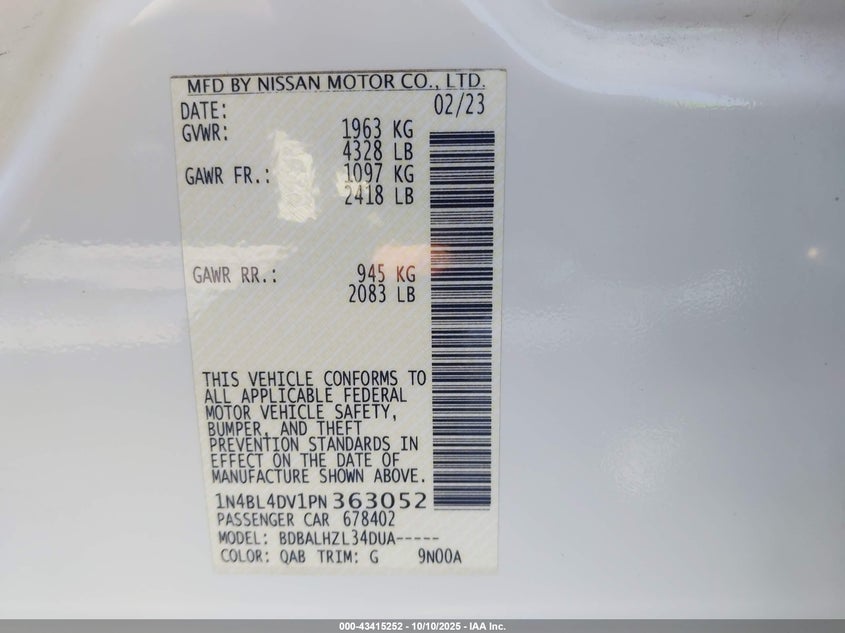 MFD BY NISSAN MOTOR CO., LTD.
DATE: 02/23
GVWR: 1963 KG
4328 LB
GAWR FR.: 1097 KG
2418 LB
GAWR RR.: 945 KG
2083 LB
THIS VEHICLE CONFORMS TO
ALL APPLICABLE FEDERAL
MOTOR VEHICLE SAFETY,
BUMPER, AND THEFT
PREVENTION STANDARDS IN
EFFECT ON THE DATE OF
MANUFACTURE SHOWN ABOVE.
1N4BL4DV1PN363052
PASSENGER CAR 678402
MODEL: BDBALHZL34DUA-----
COLOR: QAB TRIM: G 9N00A
000-43415252 - 10/10/2025 - IAA Inc.